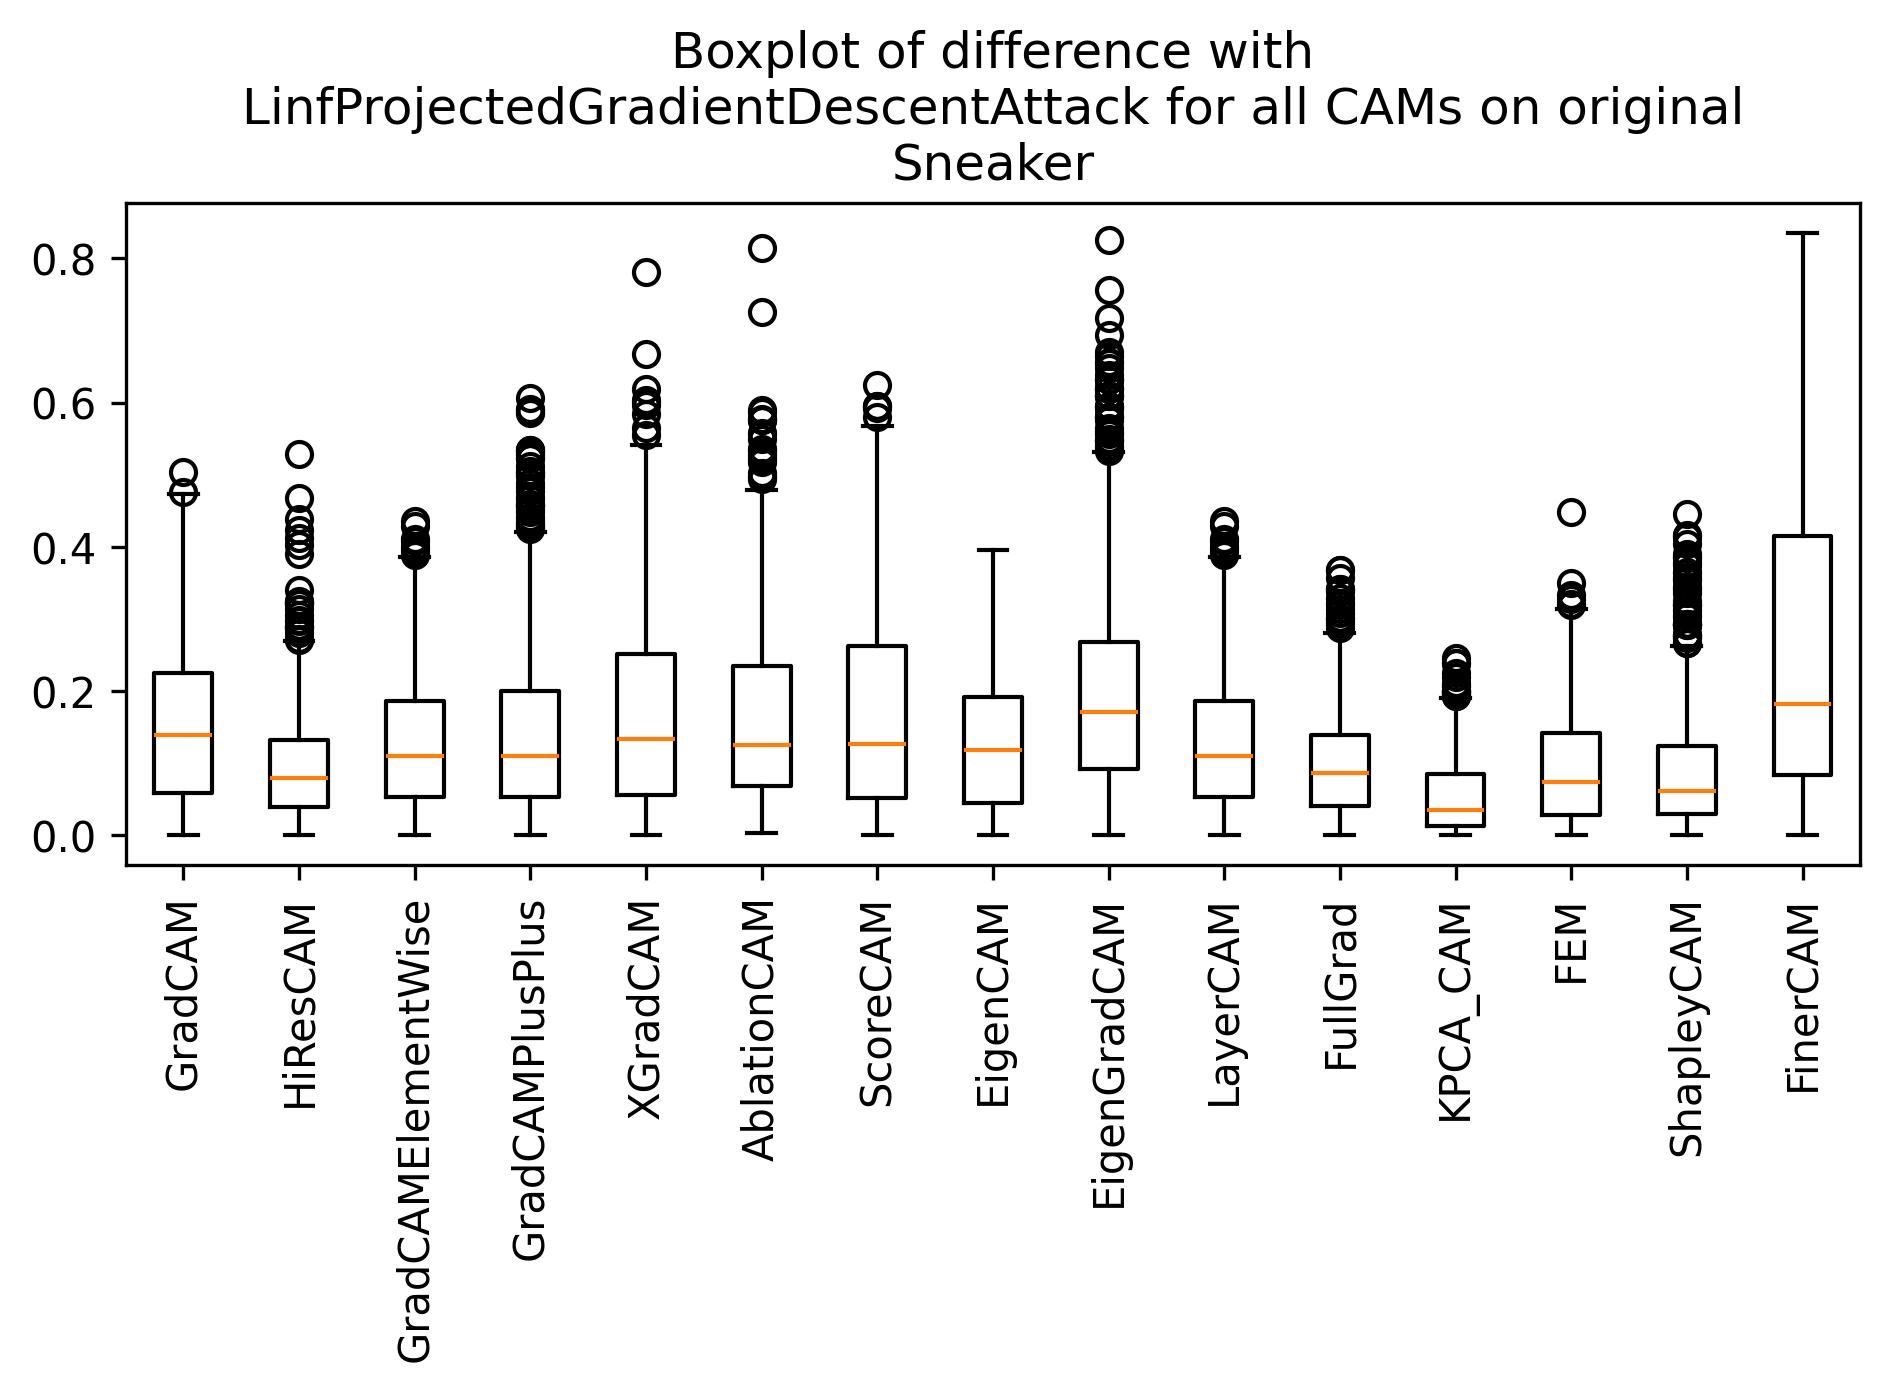 Boxplot of difference with
LinfProjectedGradientDescentAttack for all CAMs on original
Sneaker
0.8
0.6
0.4
0.2
0.0
GradCAM
HiResCAM
GradCAMElementWise
GradCAMPlusPlus
XGradCAM
AblationCAM
ScoreCAM
EigenCAM
EigenGradCAM
LayerCAM
FullGrad
KPCA_CAM
FEM
ShapleyCAM
FinerCAM